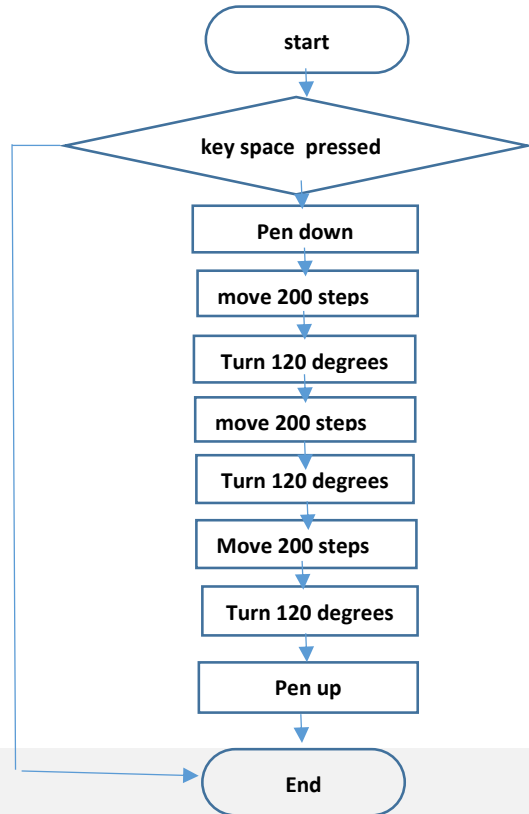 start
key space pressed
Pen down
move 200 steps
Turn 120 degrees
move 200 steps
Turn 120 degrees
Move 200 steps
Turn 120 degrees
Pen up
End